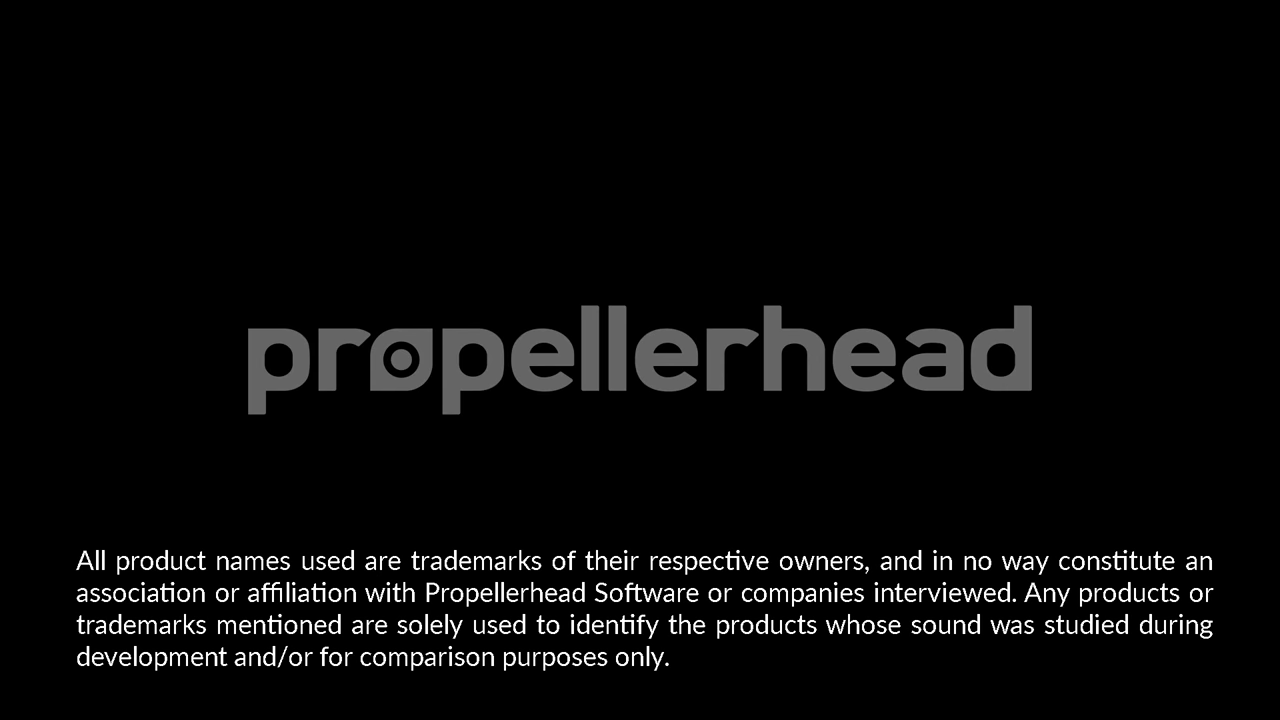 propellerhead
All product names used are trademarks of their respective owners, and in no way constitute an
association or affiliation with Propellerhead Software or companies interviewed. Any products or
trademarks mentioned are solely used to identify the products whose sound was studied during
development and/or for comparison purposes only.